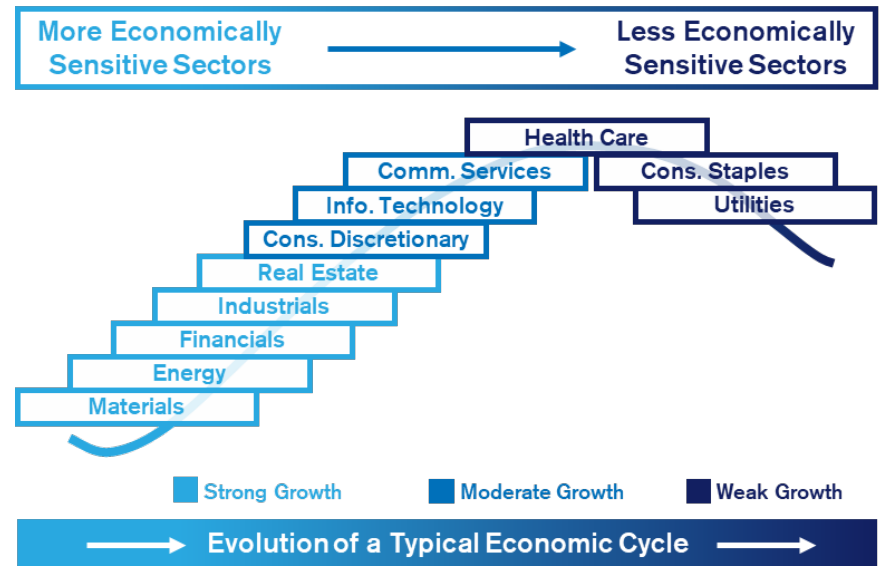 More Economically
Sensitive Sectors
Less Economically
Sensitive Sectors
Health Care
Comm. Services
Cons. Staples
Info. Technology
Utilities
Cons. Discretionary
Real Estate
Industrials
Financials
Energy
Materials
Strong Growth
Moderate Growth
Weak Growth
Evolution of a Typical Economic Cycle